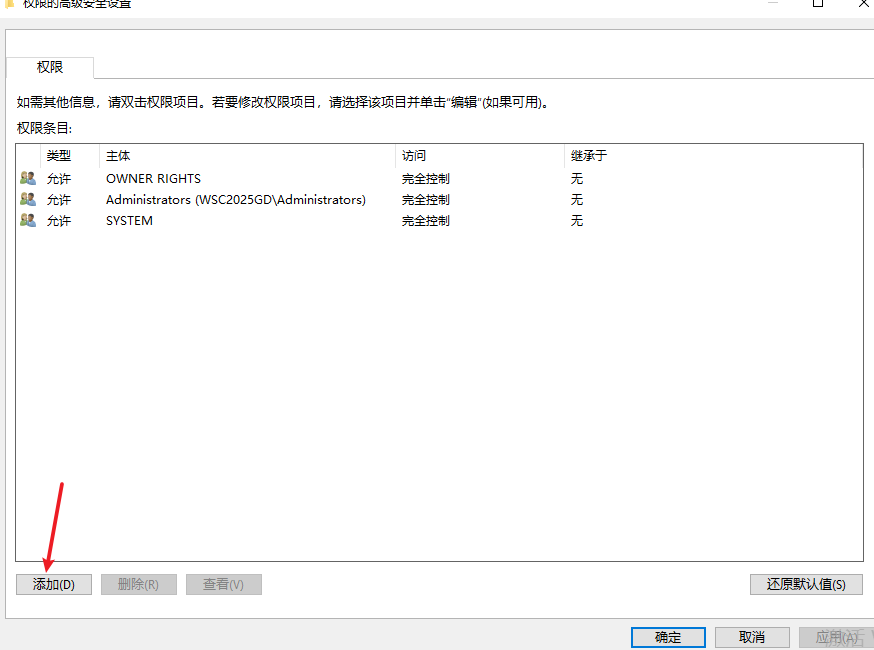 权限的高级安全设置
权限
如需其他信息，请双击权限项目。若要修改权限项目，请选择该项目并单击"编辑"(如果可用)。
权限条目:
类型 主体 访问 继承于
允许 OWNER RIGHTS 完全控制 无
允许 Administrators (WSC2025GD\Administrators) 完全控制 无
允许 SYSTEM 完全控制 无
添加(D) 删除(R) 查看(V) 还原默认值(S)
确定 取消 应用(A)
激活